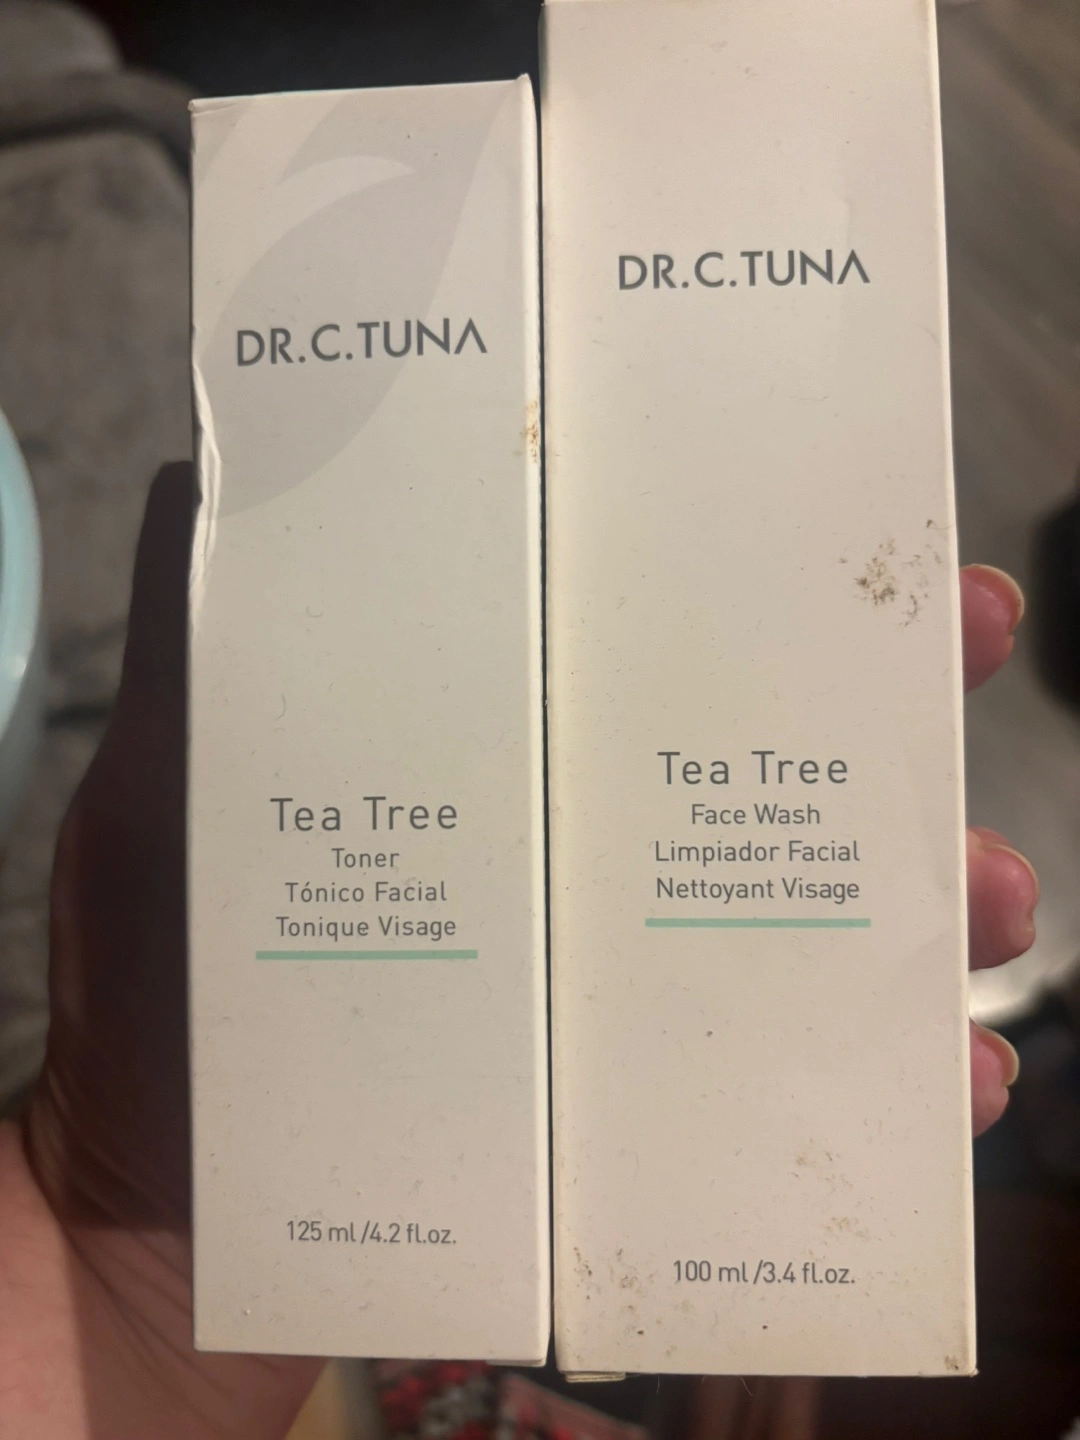 DR.C.TUNA
Tea Tree
Toner
Tónico Facial
Tonique Visage
125 ml/4.2 fl.oz.
DR.C.TUNA
Tea Tree
Face Wash
Limpiador Facial
Nettoyant Visage
100 ml/3.4 fl.oz.